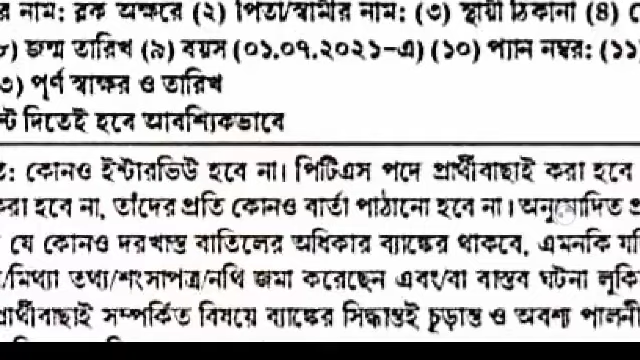 র নাম: ব্লক অক্ষরে (২) পিতা/স্বামীর নাম: (৩) স্থায়ী ঠিকানা (৪)
৮) জন্ম তারিখ (৯) বয়স (০১.০৭.২০২১-এ) (১০) প্যান নম্বর: (১১
৩) পূর্ণ স্বাক্ষর ও তারিখ
ন্ট দিতেই হবে আবশ্যিকভাবে
ত: কোনও ইন্টারভিউ হবে না। পিটিএস পদে প্রার্থীবাছাই করা হবে
করা হবে না, তাঁদের প্রতি কোনও বার্তা পাঠানো হবে না। অনুমোদিত প্র
যে কোনও দরখাস্ত বাতিলের অধিকার ব্যাঙ্কের থাকবে, এমনকি যদি
/মিথ্যা তথ্য/শংসাপত্র/নথি জমা করেছেন এবং/বা বাস্তব ঘটনা লুকি
প্রার্থীবাছাই সম্পর্কিত বিষয়ে ব্যাঙ্কের সিদ্ধান্তই চূড়ান্ত ও অবশ্য পালনী